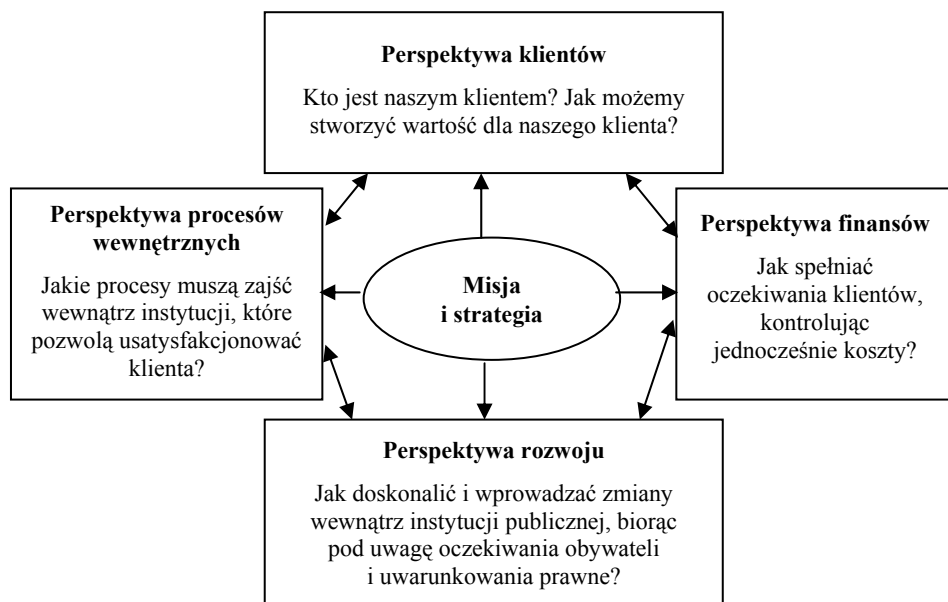 Perspektywa klientów
Kto jest naszym klientem? Jak możemy
stworzyć wartość dla naszego klienta?
Perspektywa procesów
wewnętrznych
Jakie procesy muszą zajść
wewnątrz instytucji, które
pozwolą usatysfakcjonować
klienta?
Misja
i strategia
Perspektywa finansów
Jak spełniać
oczekiwania klientów,
kontrolując
jednocześnie koszty?
Perspektywa rozwoju
Jak doskonalić i wprowadzać zmiany
wewnątrz instytucji publicznej, biorąc
pod uwagę oczekiwania obywateli
i uwarunkowania prawne?